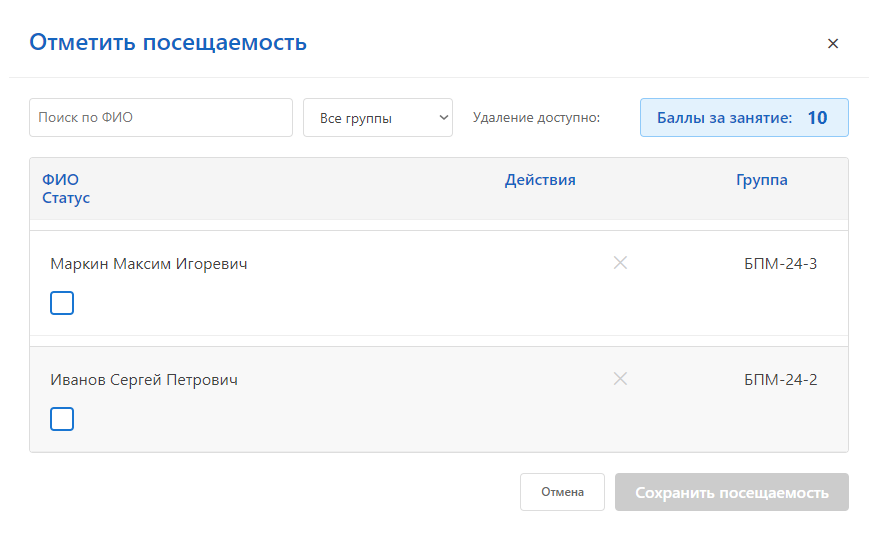 Отметить посещаемость
Поиск по ФИО
Все группы
Удаление доступно:
Баллы за занятие: 10
ФИО
Действия
Группа
Статус
Маркин Максим Игоревич
БПМ-24-3
Иванов Сергей Петрович
БПМ-24-2
Отмена
Сохранить посещаемость